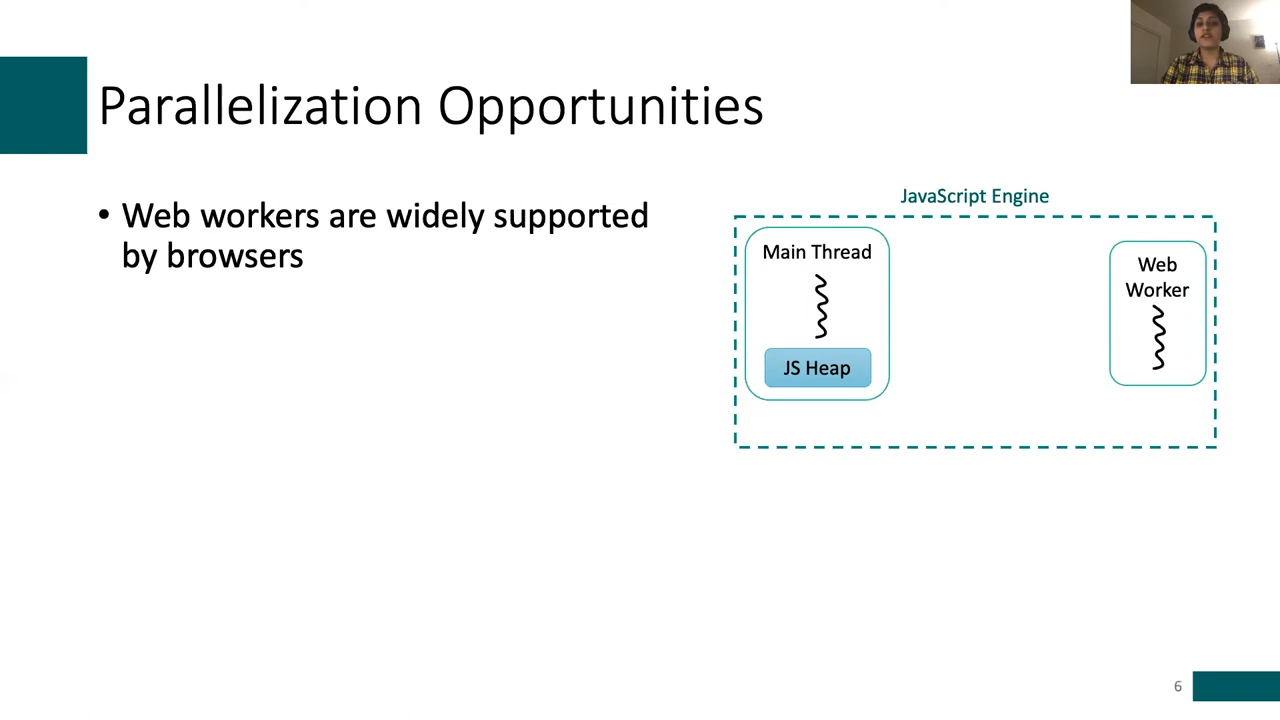 Parallelization Opportunities
• Web workers are widely supported
by browsers
JavaScript Engine
Main Thread
JS Heap
Web
Worker
6